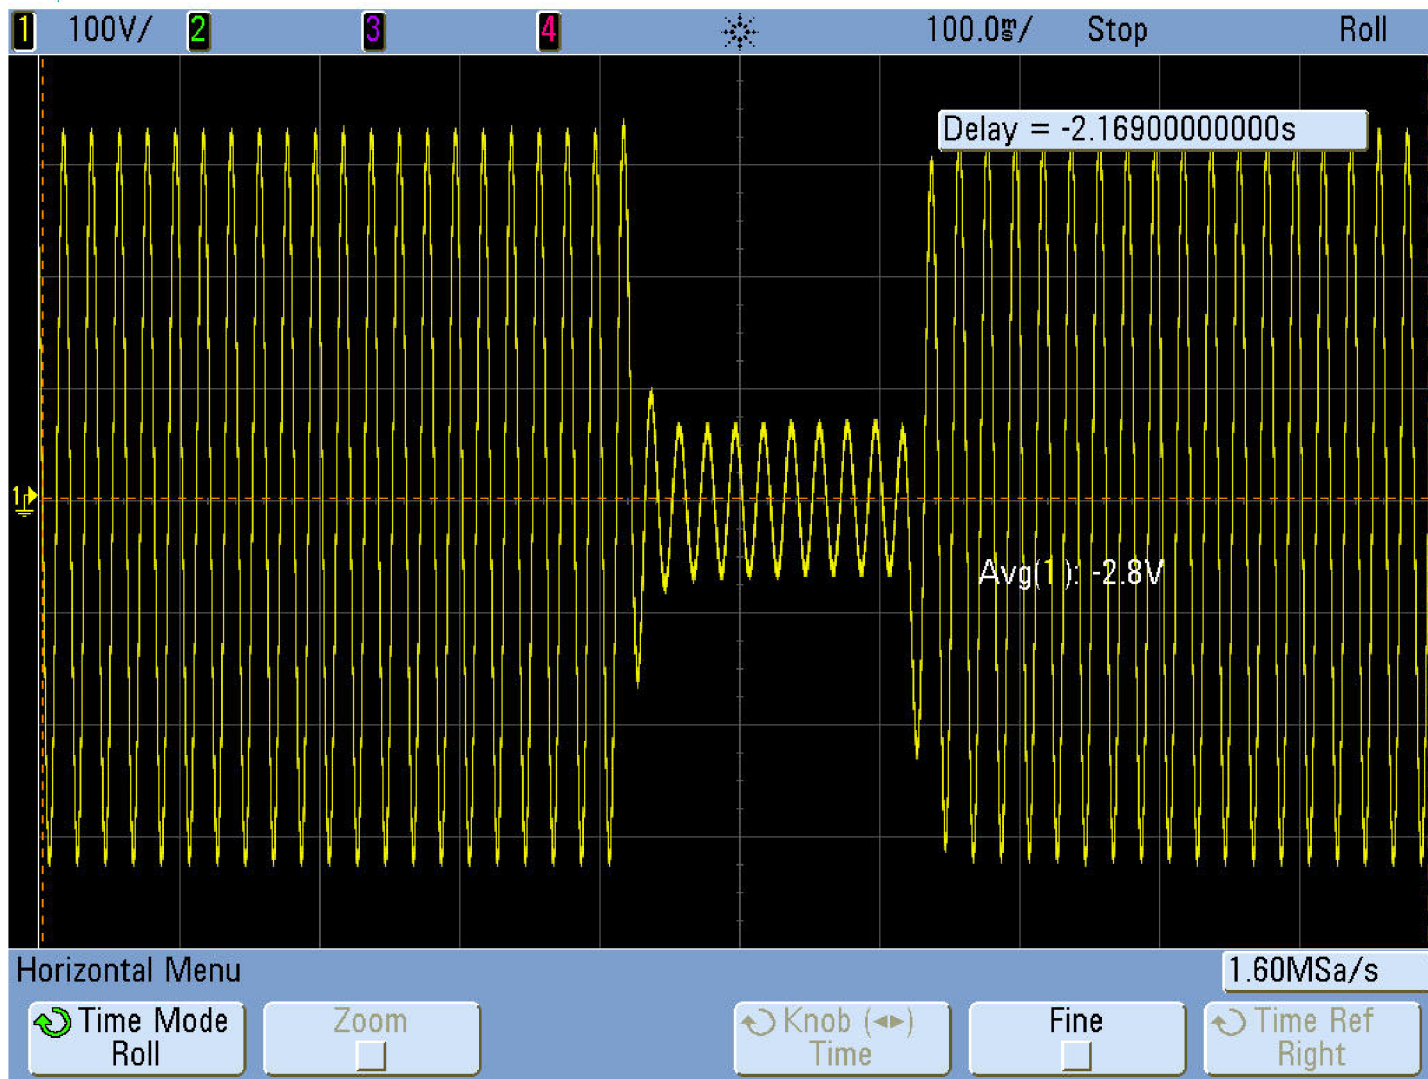 1 100V/ 2 3 4 100.0ms/ Stop Roll
Delay = -2.16900000000s
1
Avg(1): -2.8V
Horizontal Menu 1.60MSa/s
Time Mode Zoom Knob (◄►) Fine Time Ref
Roll Time Right